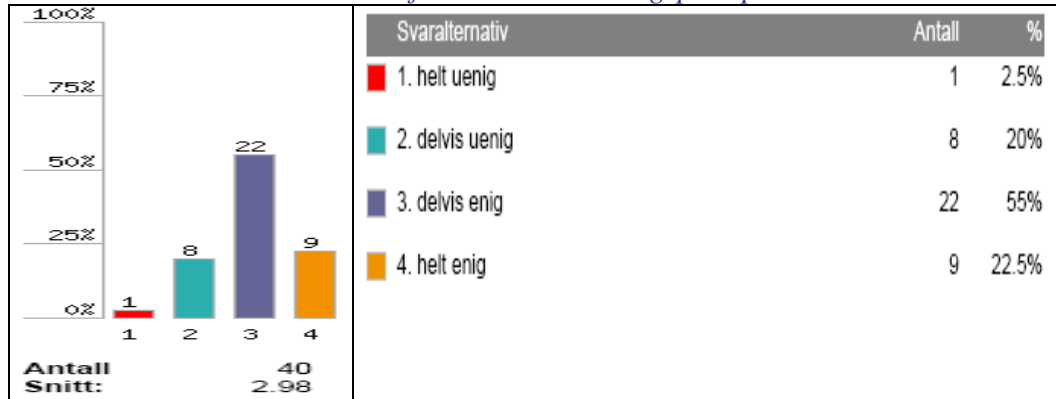 100%
75%
50%
25%
0%
1
8
22
9
1 2 3 4
Antall 40
Snitt: 2.98
Svaralternativ Antall %
1. helt uenig 1 2.5%
2. delvis uenig 8 20%
3. delvis enig 22 55%
4. helt enig 9 22.5%